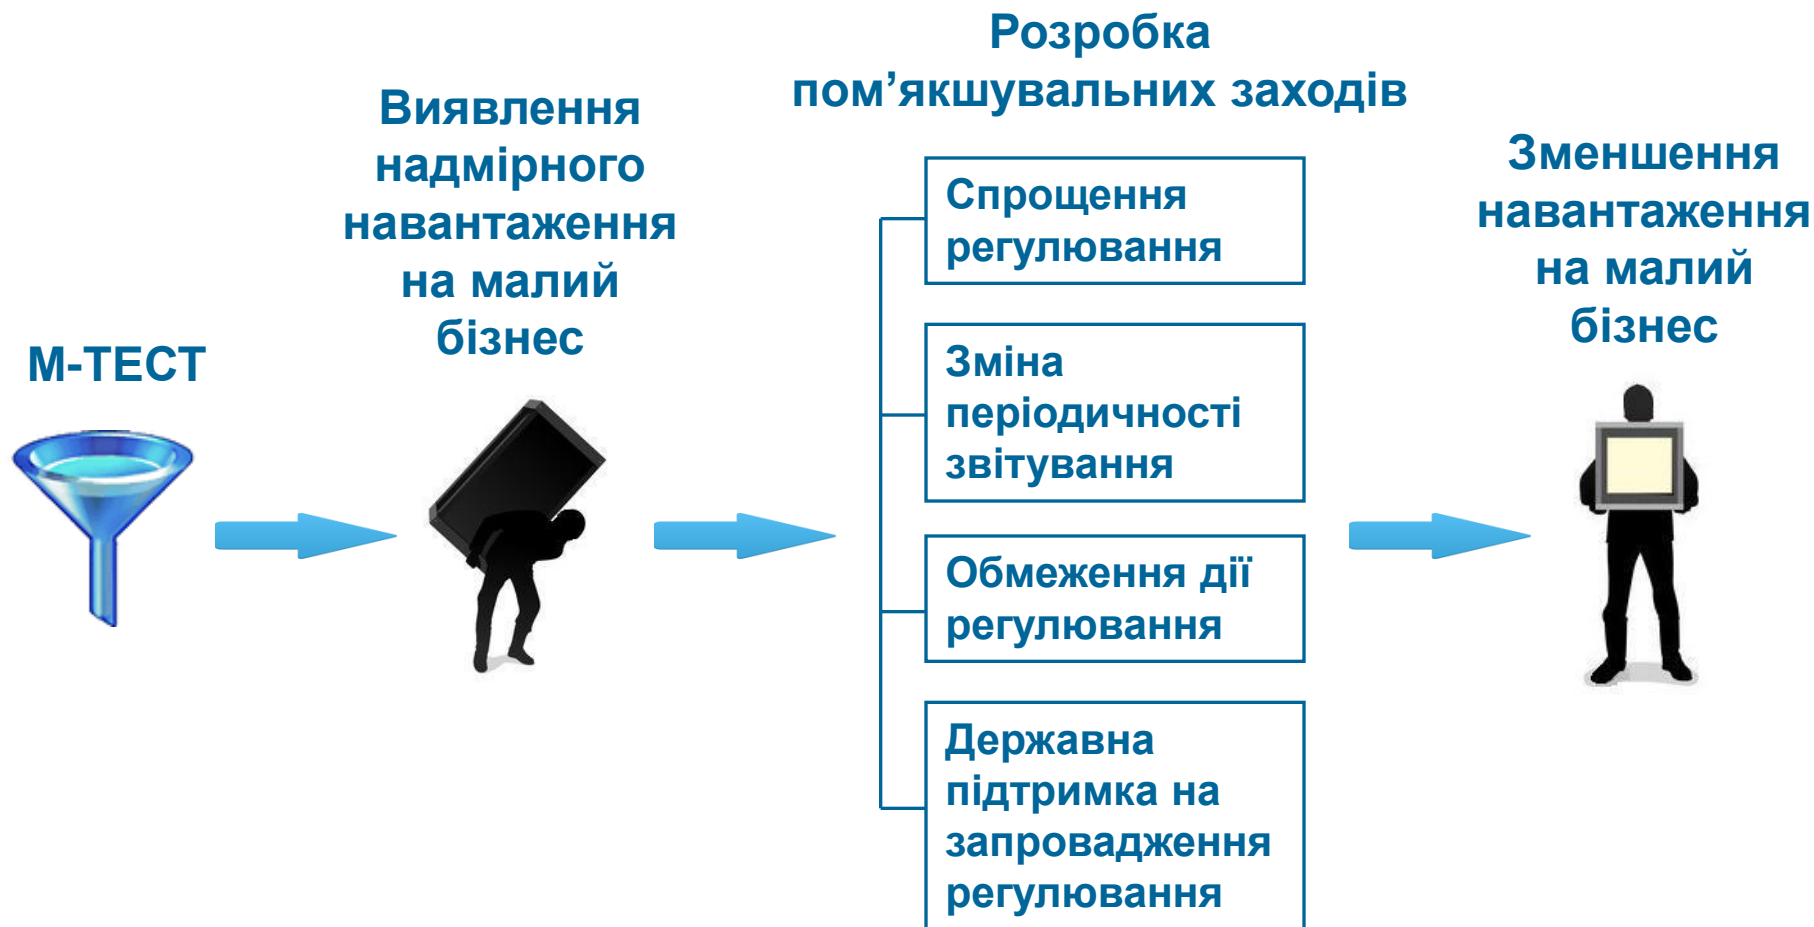 М-ТЕСТ
Виявлення
надмірного
навантаження
на малий
бізнес
Розробка
пом’якшувальних заходів
Спрощення
регулювання
Зміна
періодичності
звітування
Обмеження дії
регулювання
Державна
підтримка на
запровадження
регулювання
Зменшення
навантаження
на малий
бізнес